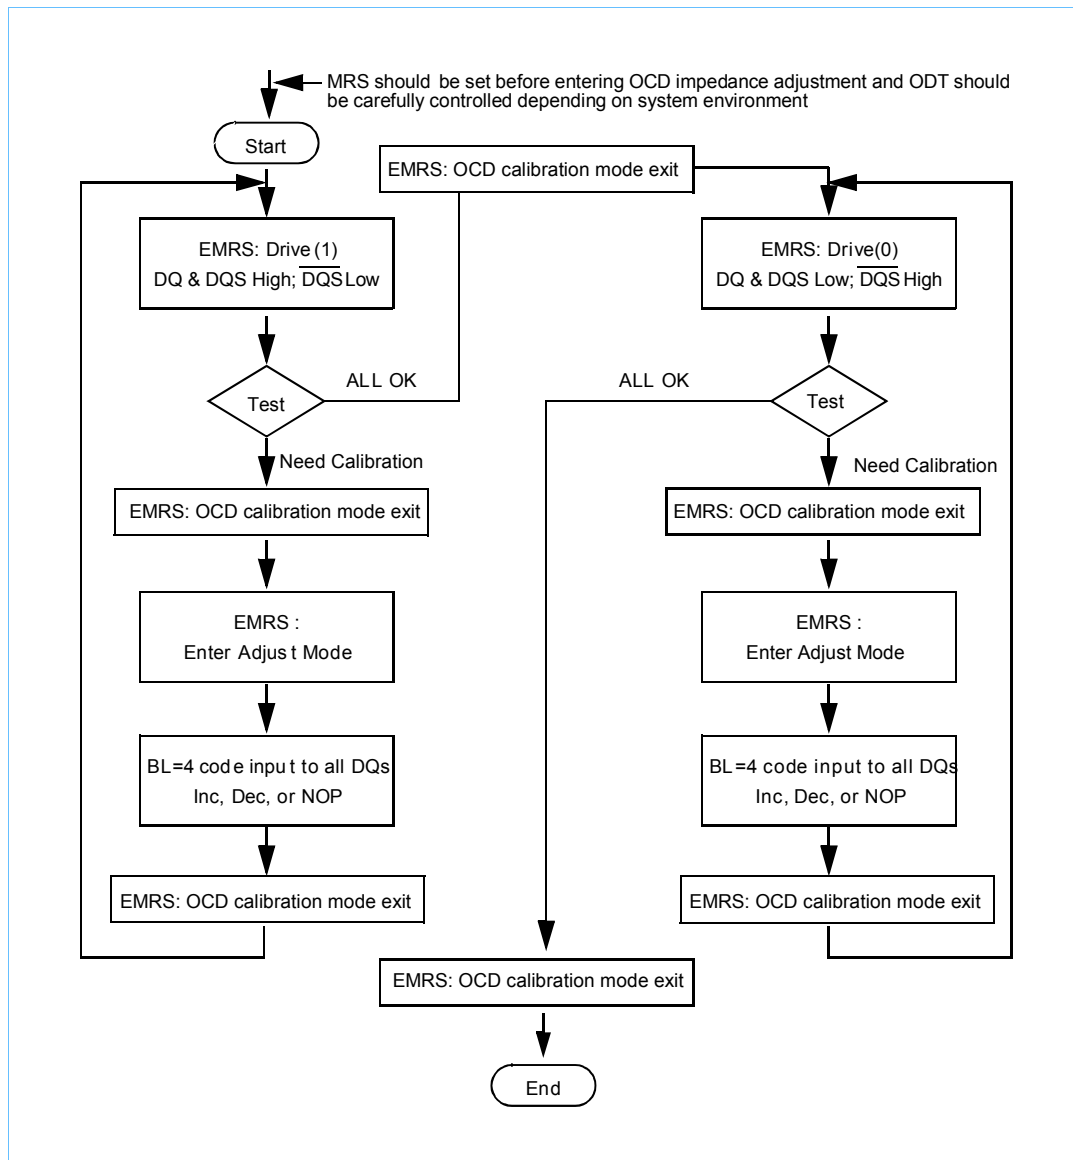 MRS should be set before entering OCD impedance adjustment and ODT should
be carefully controlled depending on system environment
Start
EMRS: OCD calibration mode exit
EMRS: Drive (1)
DQ & DQS High; D̅Q̅S̅ Low
Test
ALL OK
Need Calibration
EMRS: OCD calibration mode exit
EMRS :
Enter Adjust Mode
BL=4 code input to all DQs
Inc, Dec, or NOP
EMRS: OCD calibration mode exit
EMRS: Drive(0)
DQ & DQS Low; D̅Q̅S̅ High
Test
ALL OK
Need Calibration
EMRS: OCD calibration mode exit
EMRS :
Enter Adjust Mode
BL=4 code input to all DQs
Inc, Dec, or NOP
EMRS: OCD calibration mode exit
EMRS: OCD calibration mode exit
End